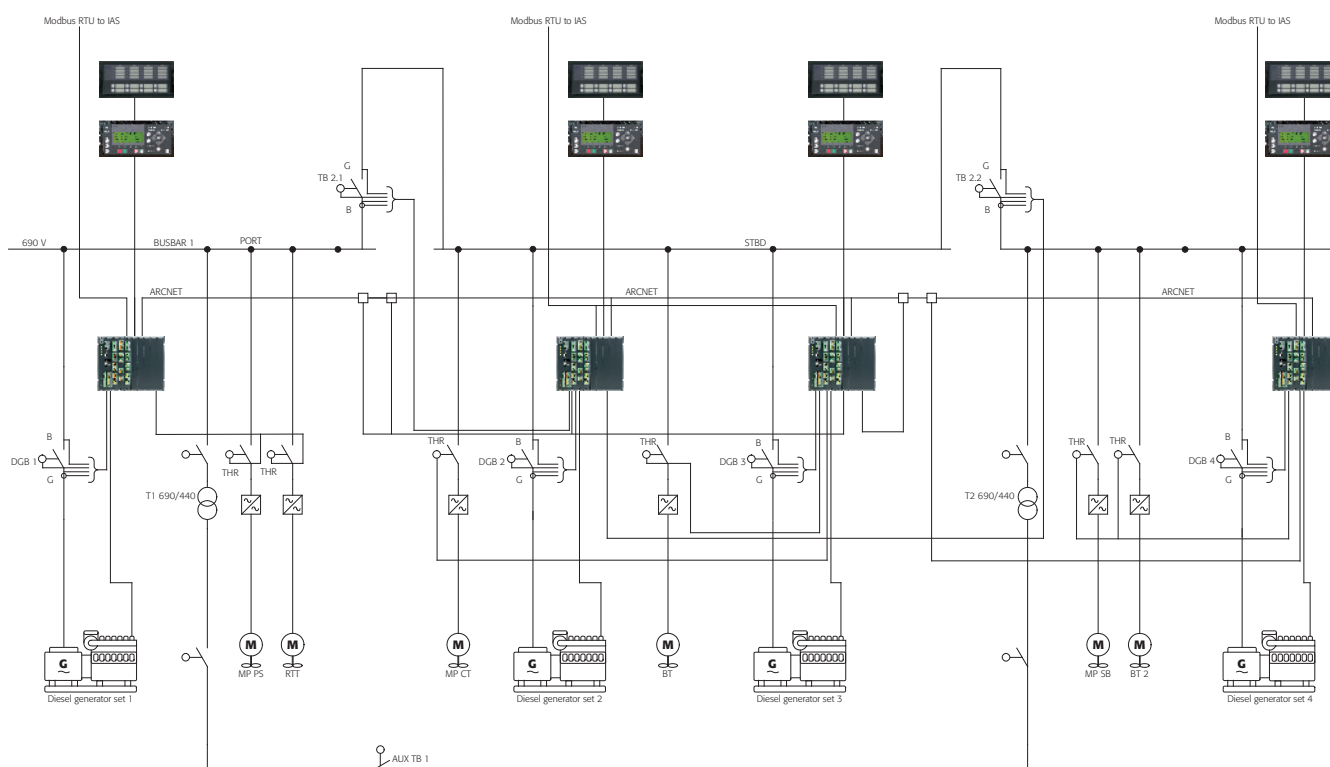 Modbus RTU to IAS
Modbus RTU to IAS
Modbus RTU to IAS
G
TB 2.1
B
G
TB 2.2
B
690 V
BUSBAR 1
PORT
STBD
ARCNET
ARCNET
ARCNET
B
DGB 1
G
THR
THR
T1 690/440
THR
B
DGB 2
G
THR
B
DGB 3
G
T2 690/440
THR
THR
B
DGB 4
G
G
M
M
M
G
M
G
M
M
G
MP PS
RTT
MP CT
BT
MP SB
BT 2
Diesel generator set 1
Diesel generator set 2
Diesel generator set 3
Diesel generator set 4
AUX TB 1